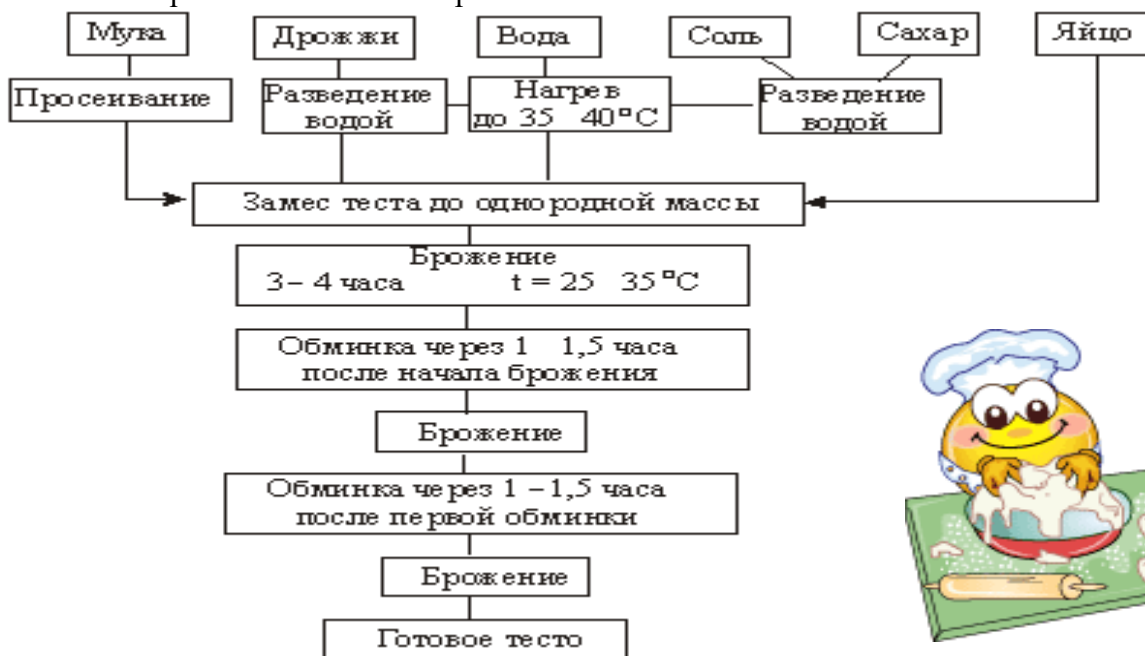 Мука
Дрожжи
Вода
Соль
Сахар
Яйцо
Просеивание
Разведение
водой
Нагрев
до 35 40°C
Разведение
водой
Замес теста до однородной массы
Брожение
3– 4 часа t = 25 35°C
Обминка через 1 1,5 часа
после начала брожения
Брожение
Обминка через 1 –1,5 часа
после первой обминки
Брожение
Готовое тесто